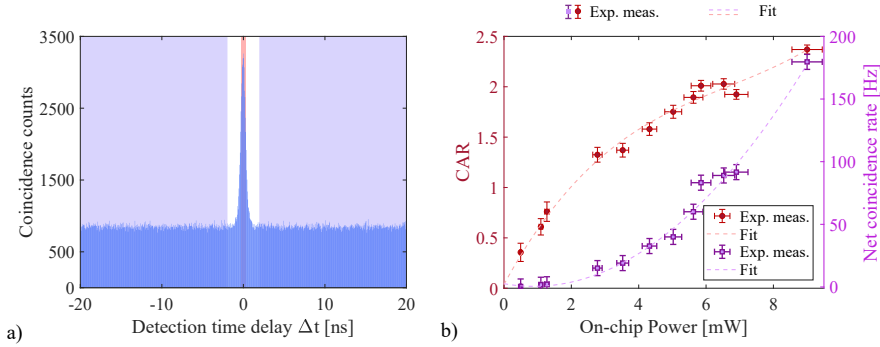 Exp. meas. Fit
3500
2500
1500
500
0
Coincidence counts
-20 -10 0 10 20
Detection time delay Δt [ns]
a)
2.5
2
1.5
1
0.5
0
CAR
200
150
100
50
0
Net coincidence rate [Hz]
Exp. meas.
Fit
Exp. meas.
Fit
0 2 4 6 8
On-chip Power [mW]
b)